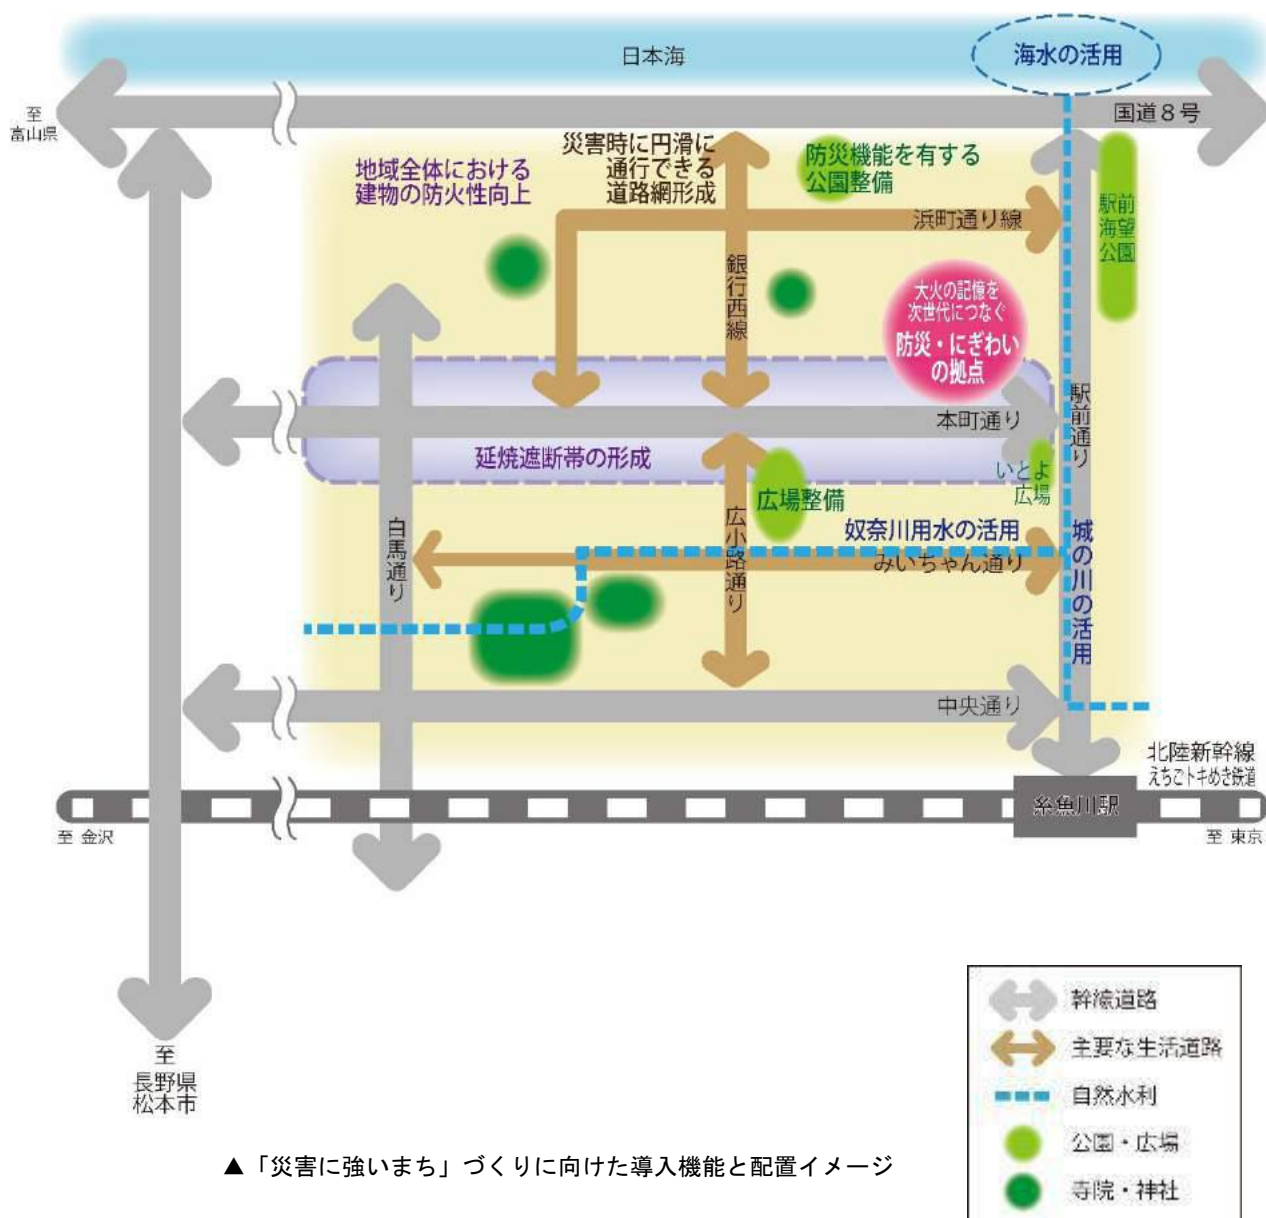 日本海
海水の活用
至
富山県
国道8号
地域全体における
建物の防火性向上
災害時に円滑に
通行できる
道路網形成
防災機能を有する
公園整備
浜町通り線
駅前
海望
公園
銀行西線
大火の記憶を
次世代につなぐ
防災・にぎわい
の拠点
本町通り
駅前通り
延焼遮断帯の形成
いとよ
広場
広場整備
白馬通り
広小路通り
奴奈川用水の活用
みいちゃん通り
城の川の活用
中央通り
北陸新幹線
えちごトキめき鉄道
糸魚川駅
至 金沢
至 東京
至
長野県
松本市
幹線道路
主要な生活道路
自然水利
公園・広場
寺院・神社
▲「災害に強いまち」づくりに向けた導入機能と配置イメージ